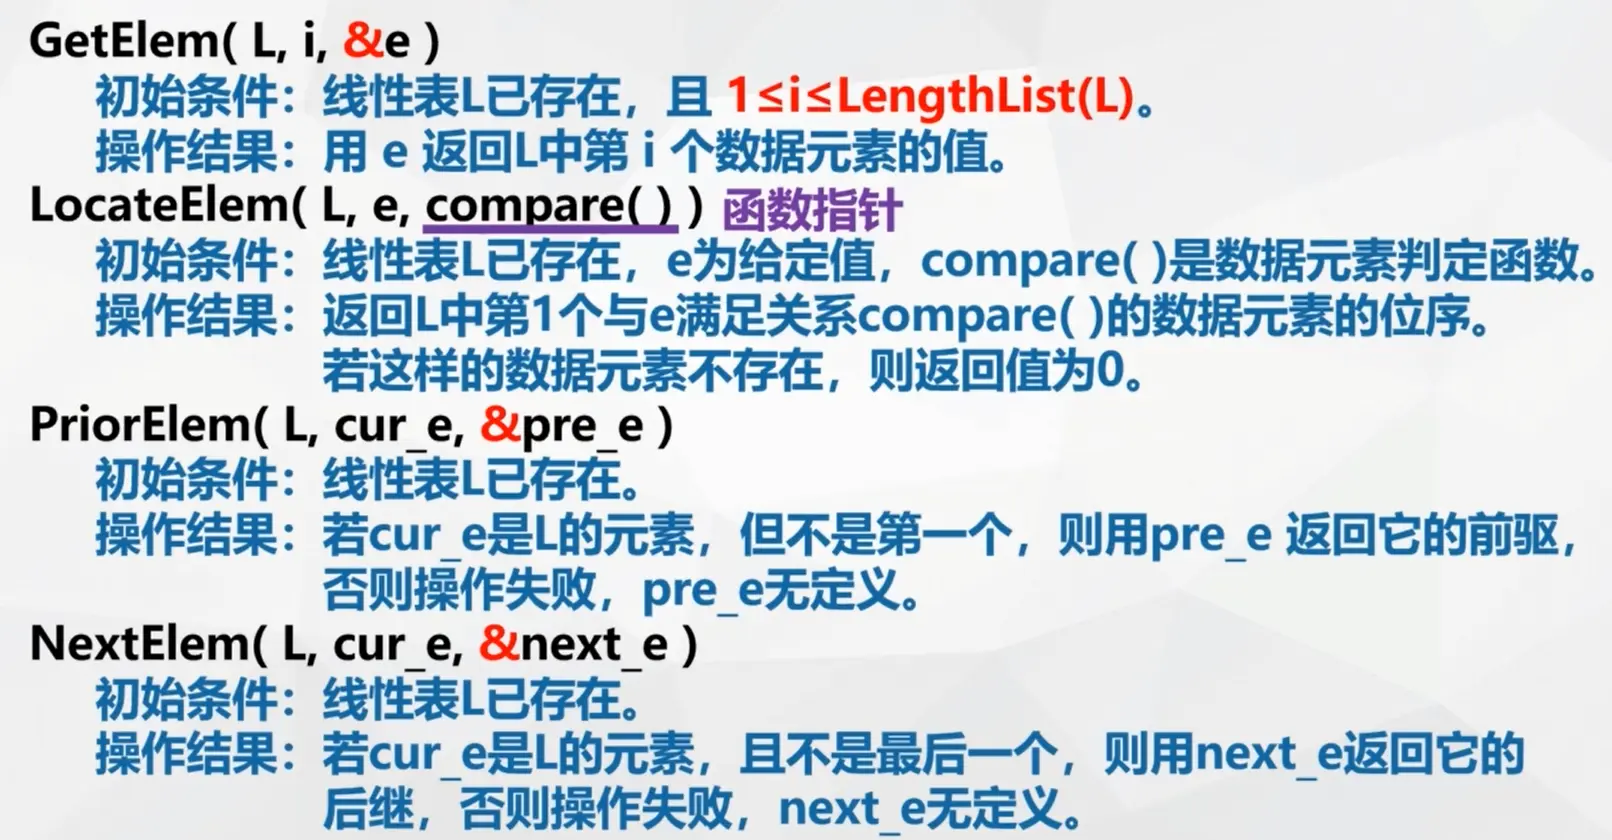 GetElem( L, i, &e )
初始条件：线性表L已存在，且 1≤i≤LengthList(L)。
操作结果：用 e 返回L中第 i 个数据元素的值。
LocateElem( L, e, compare( ) ) 函数指针
初始条件：线性表L已存在，e为给定值，compare( )是数据元素判定函数。
操作结果：返回L中第1个与e满足关系compare( )的数据元素的位序。
若这样的数据元素不存在，则返回值为0。
PriorElem( L, cur_e, &pre_e )
初始条件：线性表L已存在。
操作结果：若cur_e是L的元素，但不是第一个，则用pre_e 返回它的前驱，
否则操作失败，pre_e无定义。
NextElem( L, cur_e, &next_e )
初始条件：线性表L已存在。
操作结果：若cur_e是L的元素，且不是最后一个，则用next_e返回它的
后继，否则操作失败，next_e无定义。